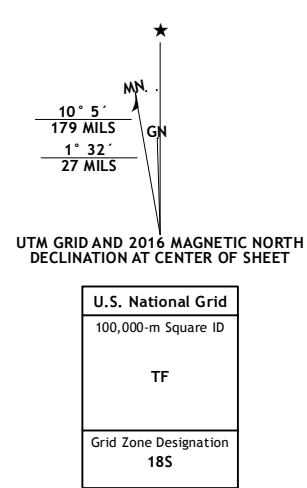 ★
MN
10° 5´
179 MILS
GN
1° 32´
27 MILS
UTM GRID AND 2016 MAGNETIC NORTH
DECLINATION AT CENTER OF SHEET
U.S. National Grid
100,000-m Square ID
TF
Grid Zone Designation
18S